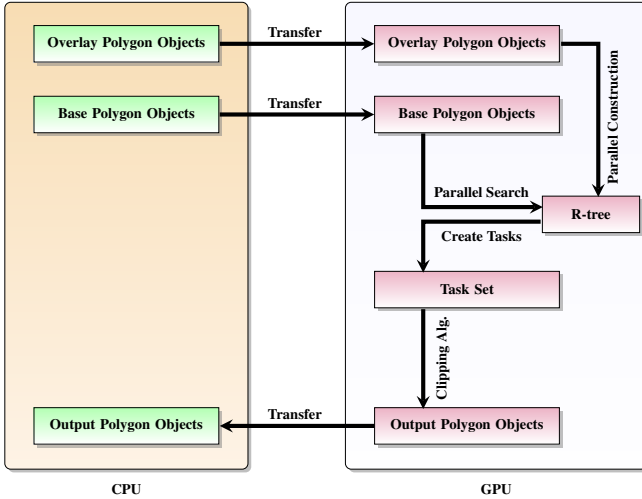 Overlay Polygon Objects
Transfer
Overlay Polygon Objects
Base Polygon Objects
Transfer
Base Polygon Objects
Parallel Construction
Parallel Search
R-tree
Create Tasks
Task Set
Clipping Alg.
Output Polygon Objects
Transfer
Output Polygon Objects
CPU
GPU